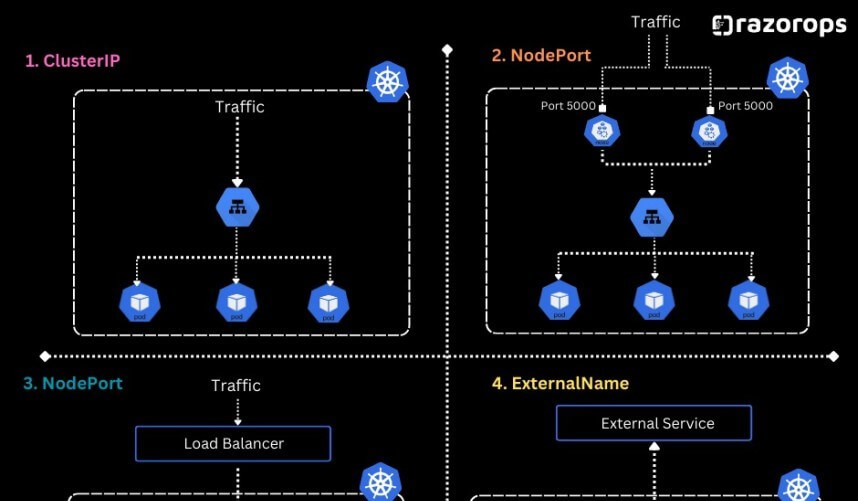 razorops
1. ClusterIP
Traffic
pod
pod
pod
2. NodePort
Traffic
Port 5000
Port 5000
node
node
pod
pod
pod
3. NodePort
Traffic
Load Balancer
4. ExternalName
External Service